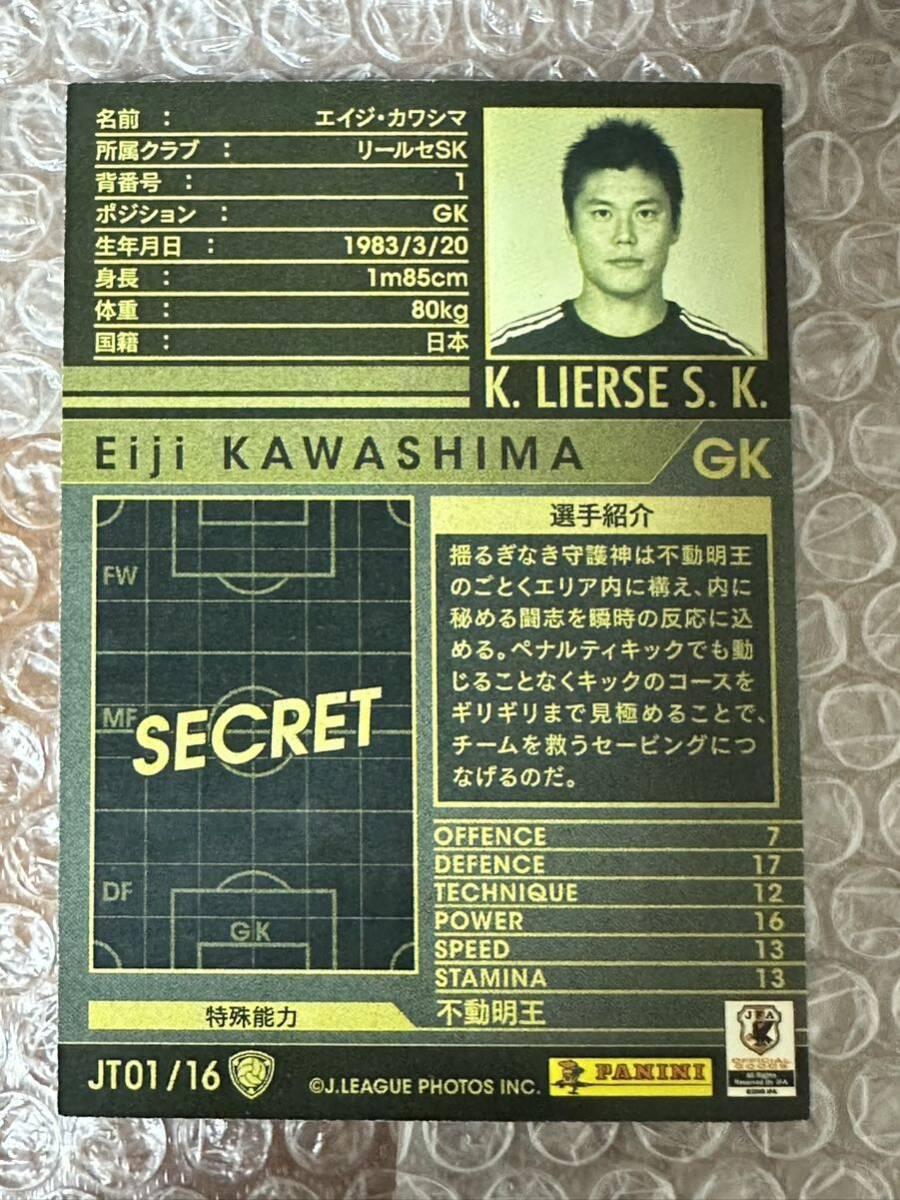 名前 : エイジ・カワシマ
所属クラブ : リールセSK
背番号 : 1
ポジション : GK
生年月日 : 1983/3/20
身長 : 1m85cm
体重 : 80kg
国籍 : 日本
K. LIERSE S. K.
Eiji KAWASHIMA GK
FW
MF
SECRET
DF
GK
選手紹介
揺るぎなき守護神は不動明王
のごとくエリア内に構え、内に
秘める闘志を瞬時の反応に込
める。ペナルティキックでも動
じることなくキックのコースを
ギリギリまで見極めることで、
チームを救うセービングにつ
なげるのだ。
OFFENCE 7
DEFENCE 17
TECHNIQUE 12
POWER 16
SPEED 13
STAMINA 13
特殊能力 不動明王
JT01/16
©J.LEAGUE PHOTOS INC.
PANINI
JFA
OFFICIAL
GOODS
All Rights
Reserved By JFA